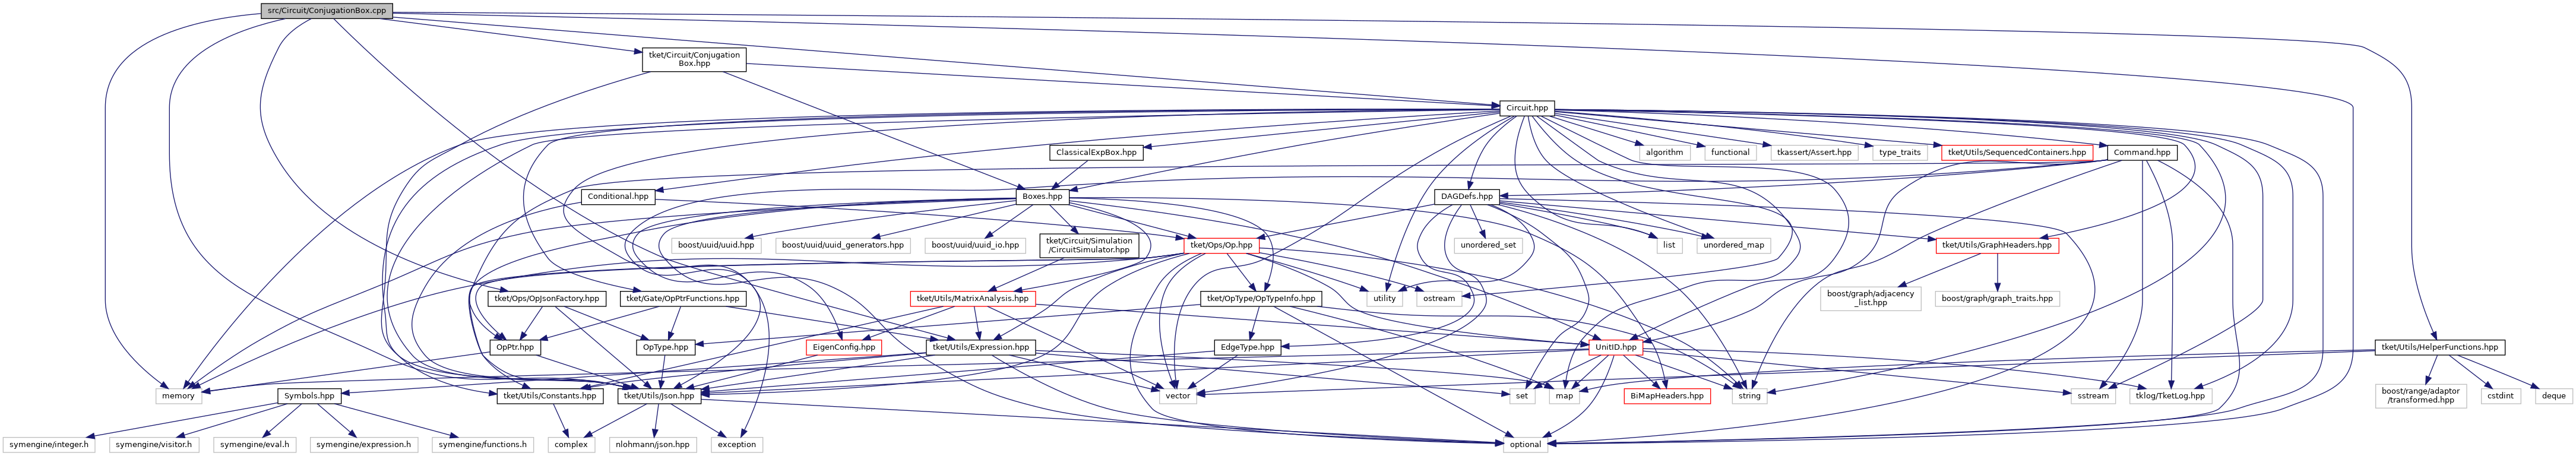 src/Circuit/ConjugationBox.cpp
tket/Circuit/Conjugation
Box.hpp
Circuit.hpp
ClassicalExpBox.hpp
algorithm
functional
tkassert/Assert.hpp
type_traits
tket/Utils/SequencedContainers.hpp
Command.hpp
Conditional.hpp
Boxes.hpp
DAGDefs.hpp
boost/uuid/uuid.hpp
boost/uuid/uuid_generators.hpp
boost/uuid/uuid_io.hpp
tket/Circuit/Simulation
/CircuitSimulator.hpp
tket/Ops/Op.hpp
unordered_set
list
unordered_map
tket/Utils/GraphHeaders.hpp
tket/Ops/OpJsonFactory.hpp
tket/Gate/OpPtrFunctions.hpp
tket/Utils/MatrixAnalysis.hpp
tket/OpType/OpTypeInfo.hpp
utility
ostream
boost/graph/adjacency
_list.hpp
boost/graph/graph_traits.hpp
OpPtr.hpp
OpType.hpp
EigenConfig.hpp
tket/Utils/Expression.hpp
EdgeType.hpp
UnitID.hpp
tket/Utils/HelperFunctions.hpp
memory
Symbols.hpp
tket/Utils/Constants.hpp
tket/Utils/Json.hpp
vector
set
map
BiMapHeaders.hpp
string
sstream
tklog/TketLog.hpp
boost/range/adaptor
/transformed.hpp
cstdint
deque
symengine/integer.h
symengine/visitor.h
symengine/eval.h
symengine/expression.h
symengine/functions.h
complex
nlohmann/json.hpp
exception
optional